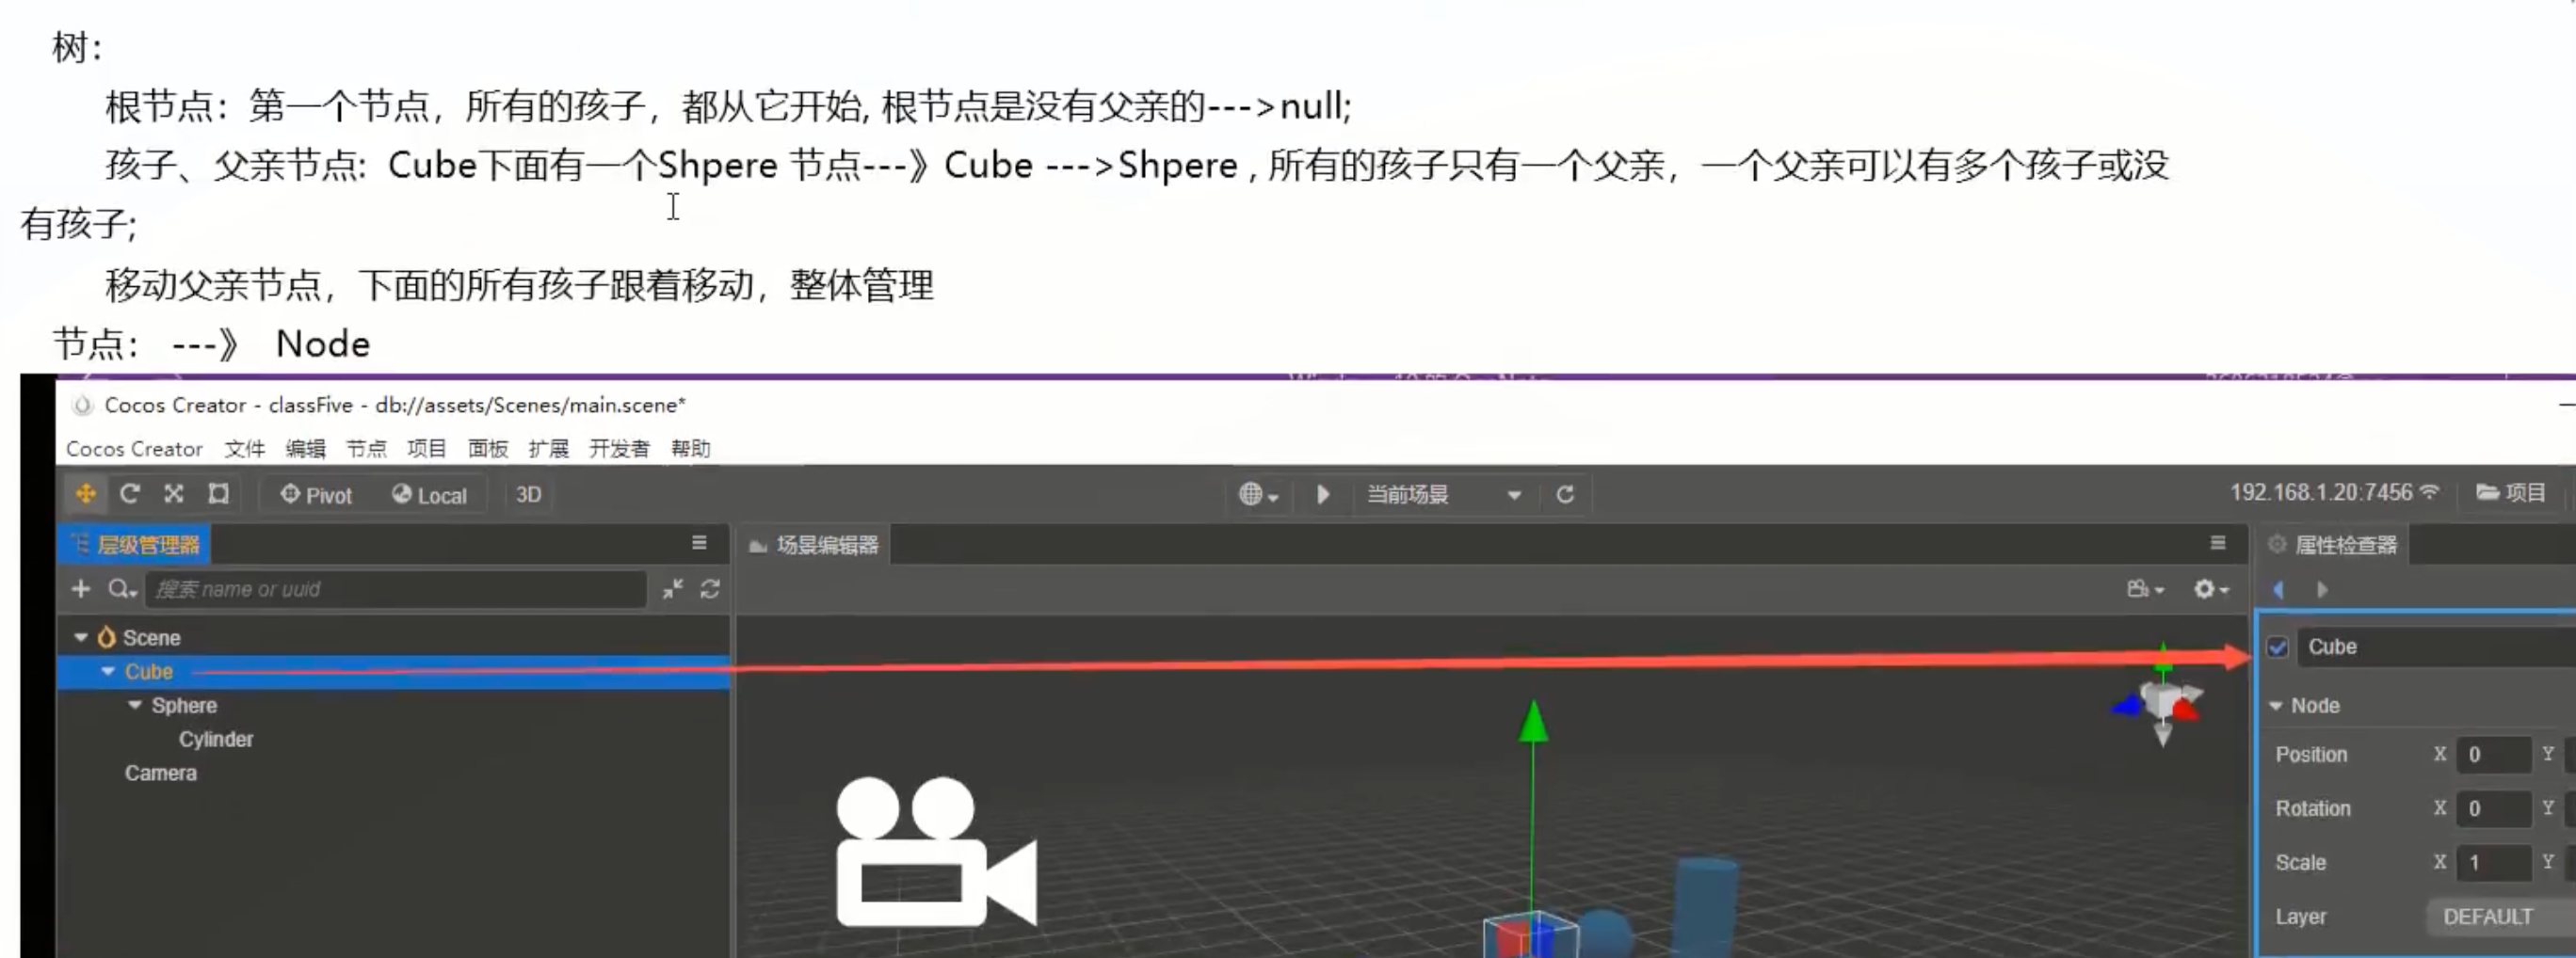 树：
根节点：第一个节点，所有的孩子，都从它开始, 根节点是没有父亲的--->null;
孩子、父亲节点: Cube下面有一个Shpere 节点---》Cube --->Shpere , 所有的孩子只有一个父亲，一个父亲可以有多个孩子或没
有孩子;
移动父亲节点，下面的所有孩子跟着移动，整体管理
节点： ---》 Node
Cocos Creator - classFive - db://assets/Scenes/main.scene*
Cocos Creator 文件 编辑 节点 项目 面板 扩展 开发者 帮助
Pivot Local 3D 当前场景 192.168.1.20:7456 项目
层级管理器 场景编辑器 属性检查器
搜索 name or uuid
Scene
Cube Cube
Sphere Node
Cylinder
Position X 0 Y
Camera
Rotation X 0 Y
Scale X 1 Y
Layer DEFAULT